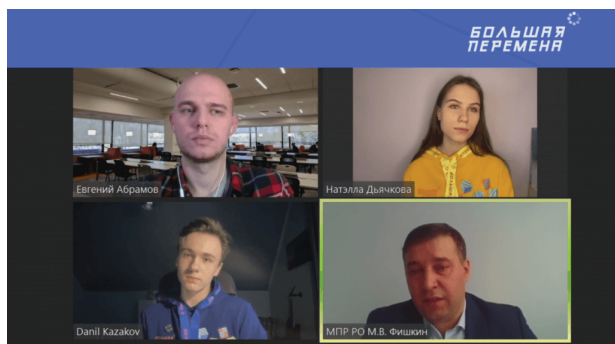 БОЛЬШАЯ
ПЕРЕМЕНА
Евгений Абрамов
Натэлла Дьячкова
Danil Kazakov
МПР РО М.В. Фишкин